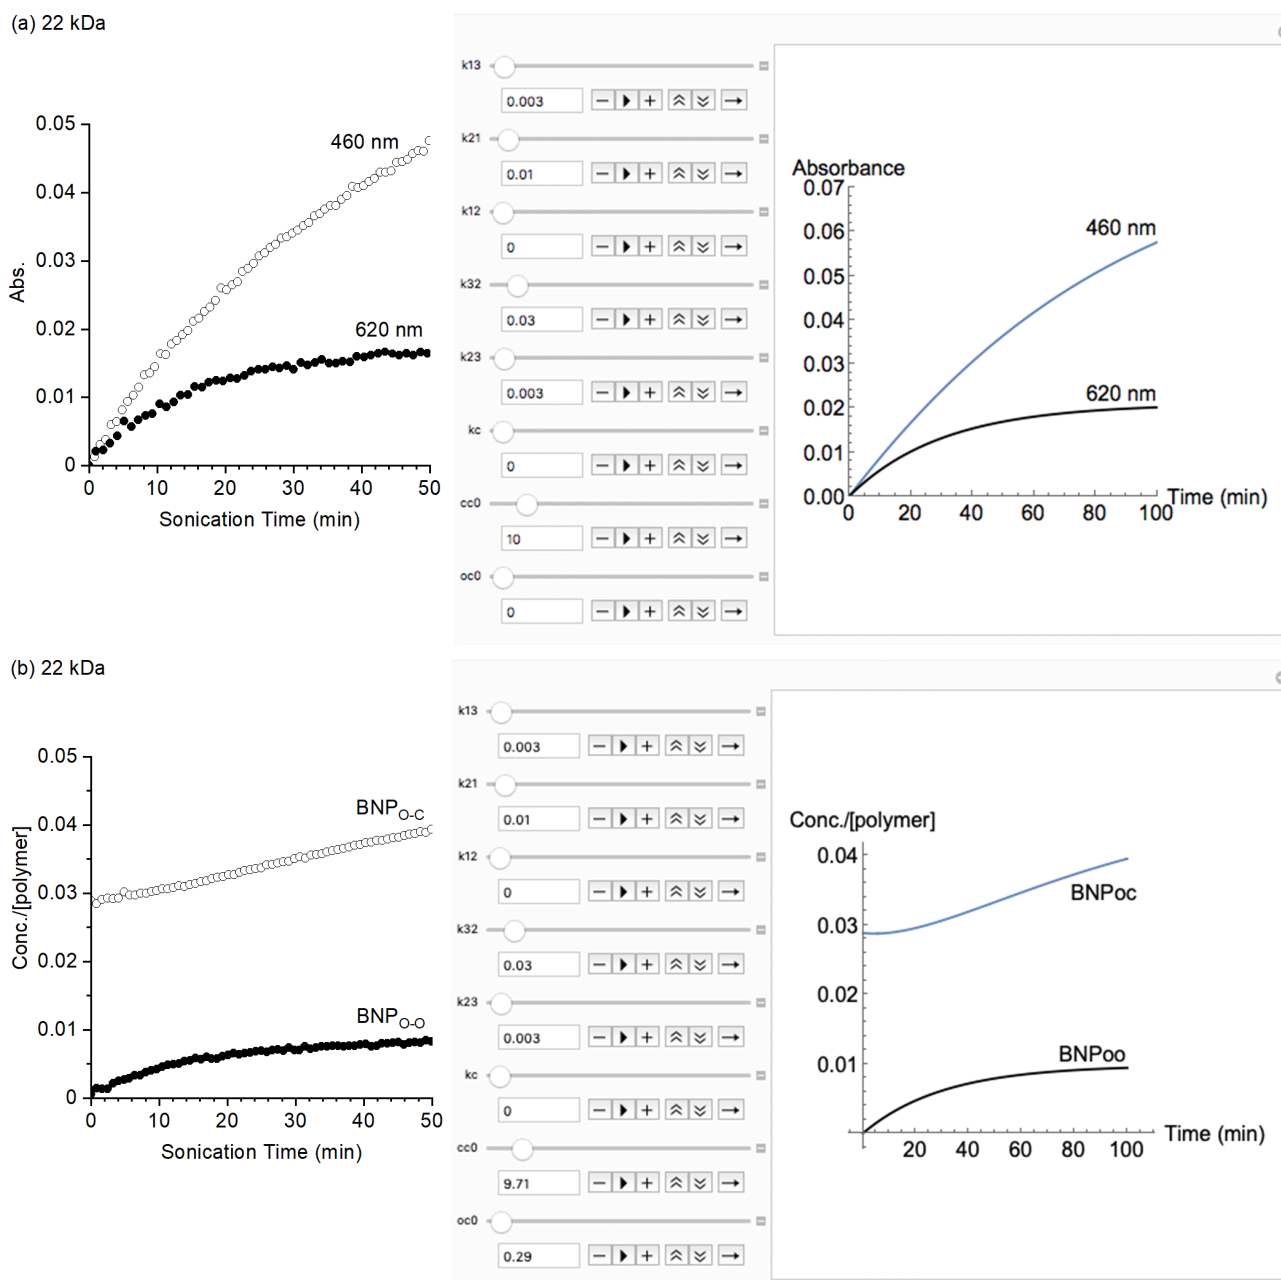 (a) 22 kDa
0.05
0.04
0.03
0.02
0.01
0
Abs.
460 nm
620 nm
0 10 20 30 40 50
Sonication Time (min)
k13
0.003
k21
0.01
k12
0
k32
0.03
k23
0.003
kc
0
cc0
10
oc0
0
Absorbance
0.07
0.06
0.05
0.04
0.03
0.02
0.01
0.00
460 nm
620 nm
0 20 40 60 80 100
Time (min)
(b) 22 kDa
0.05
0.04
0.03
0.02
0.01
0
Conc./[polymer]
BNPO-C
BNPO-O
0 10 20 30 40 50
Sonication Time (min)
k13
0.003
k21
0.01
k12
0
k32
0.03
k23
0.003
kc
0
cc0
9.71
oc0
0.29
Conc./[polymer]
0.04
0.03
0.02
0.01
BNPoc
BNPoo
20 40 60 80 100
Time (min)